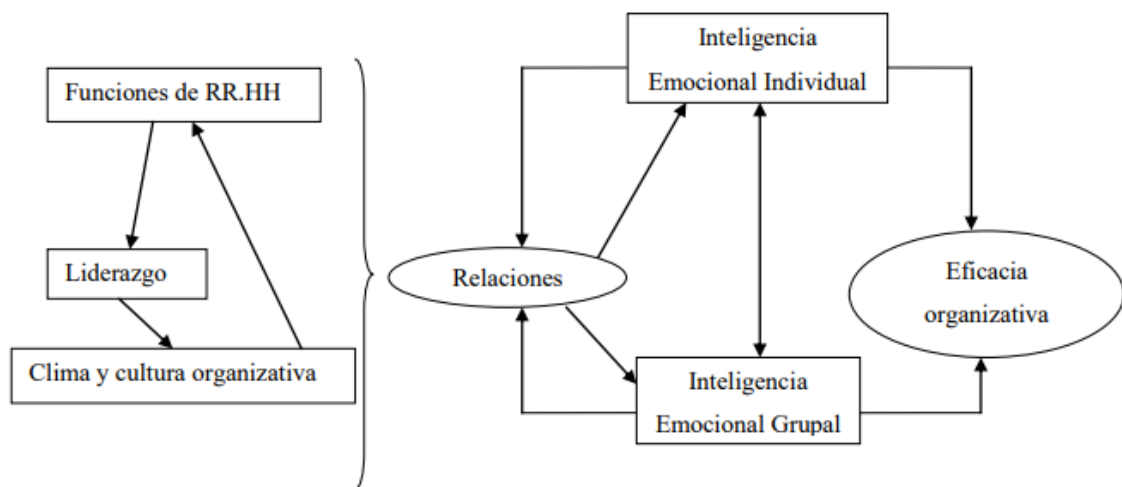 Funciones de RR.HH
Liderazgo
Clima y cultura organizativa
Relaciones
Inteligencia
Emocional Individual
Inteligencia
Emocional Grupal
Eficacia
organizativa